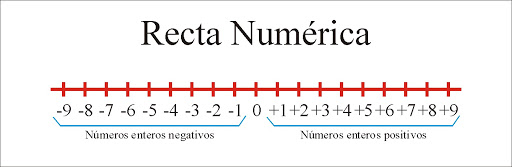 Recta Numérica
-9 -8 -7 -6 -5 -4 -3 -2 -1 0 +1 +2 +3 +4 +5 +6 +7 +8 +9
Números enteros negativos Números enteros positivos